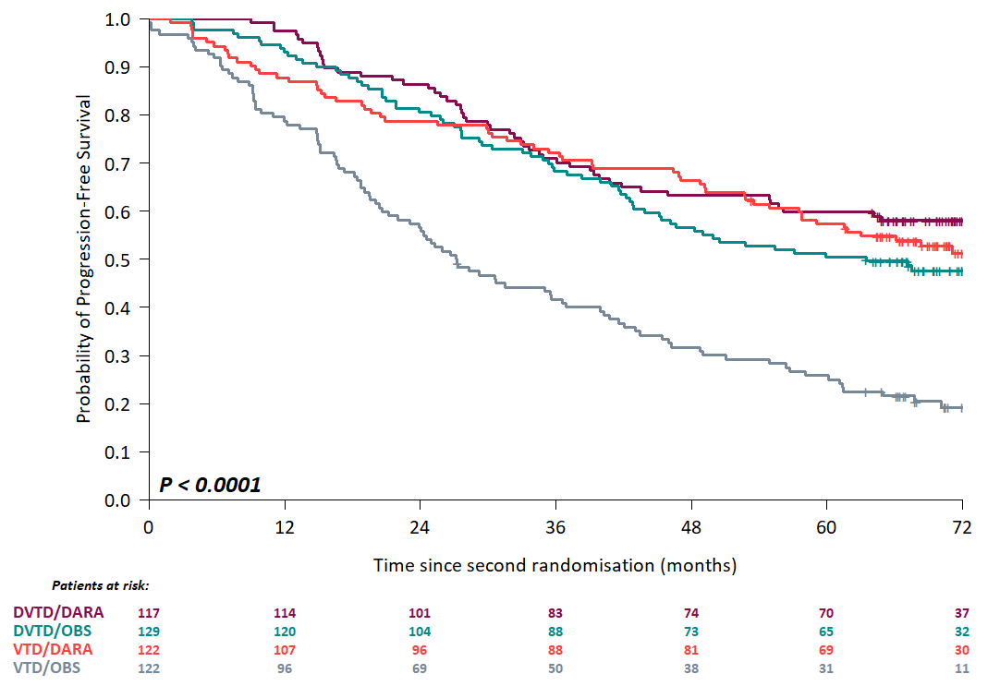 Probability of Progression-Free Survival
1.0
0.9
0.8
0.7
0.6
0.5
0.4
0.3
0.2
0.1
0.0
P < 0.0001
0 12 24 36 48 60 72
Time since second randomisation (months)
Patients at risk:
DVTD/DARA 117 114 101 83 74 70 37
DVTD/OBS 129 120 104 88 73 65 32
VTD/DARA 122 107 96 88 81 69 30
VTD/OBS 122 96 69 50 38 31 11